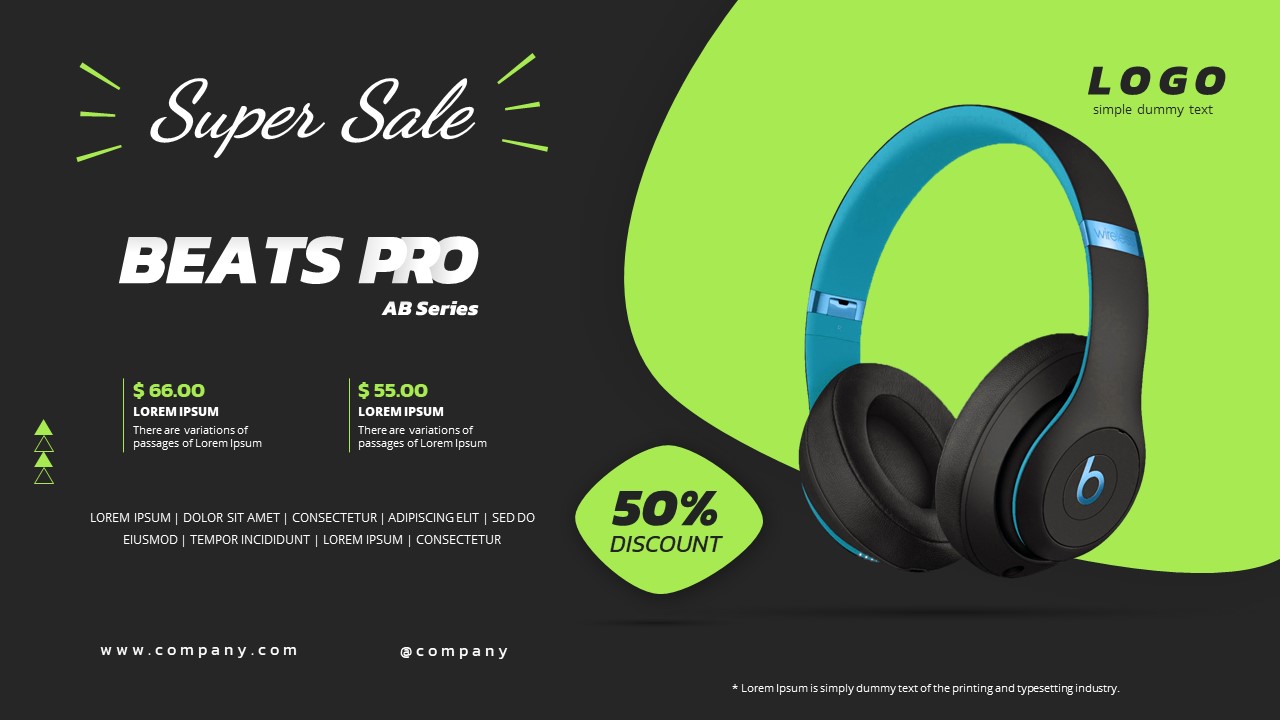 Super Sale
LOGO
simple dummy text
BEATS PRO
AB Series
$ 66.00
LOREM IPSUM
There are variations of
passages of Lorem Ipsum
$ 55.00
LOREM IPSUM
There are variations of
passages of Lorem Ipsum
LOREM IPSUM | DOLOR SIT AMET | CONSECTETUR | ADIPISCING ELIT | SED DO
EIUSMOD | TEMPOR INCIDIDUNT | LOREM IPSUM | CONSECTETUR
50%
DISCOUNT
b
www.company.com
@company
* Lorem Ipsum is simply dummy text of the printing and typesetting industry.